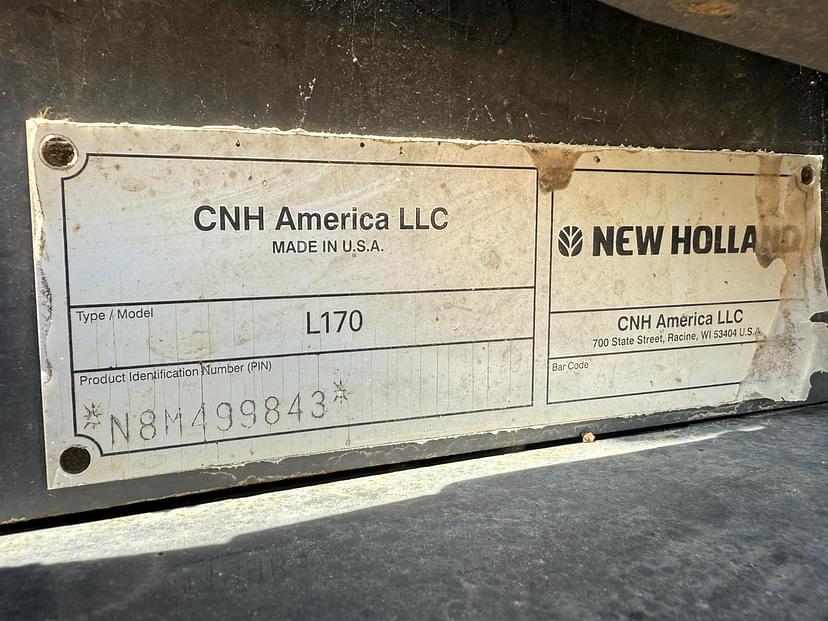 CNH America LLC
MADE IN U.S.A.
Type / Model
L170
Product Identification Number (PIN)
*N8M499843*
NEW HOLLAND
CNH America LLC
700 State Street, Racine, WI 53404 U.S.A.
Bar Code